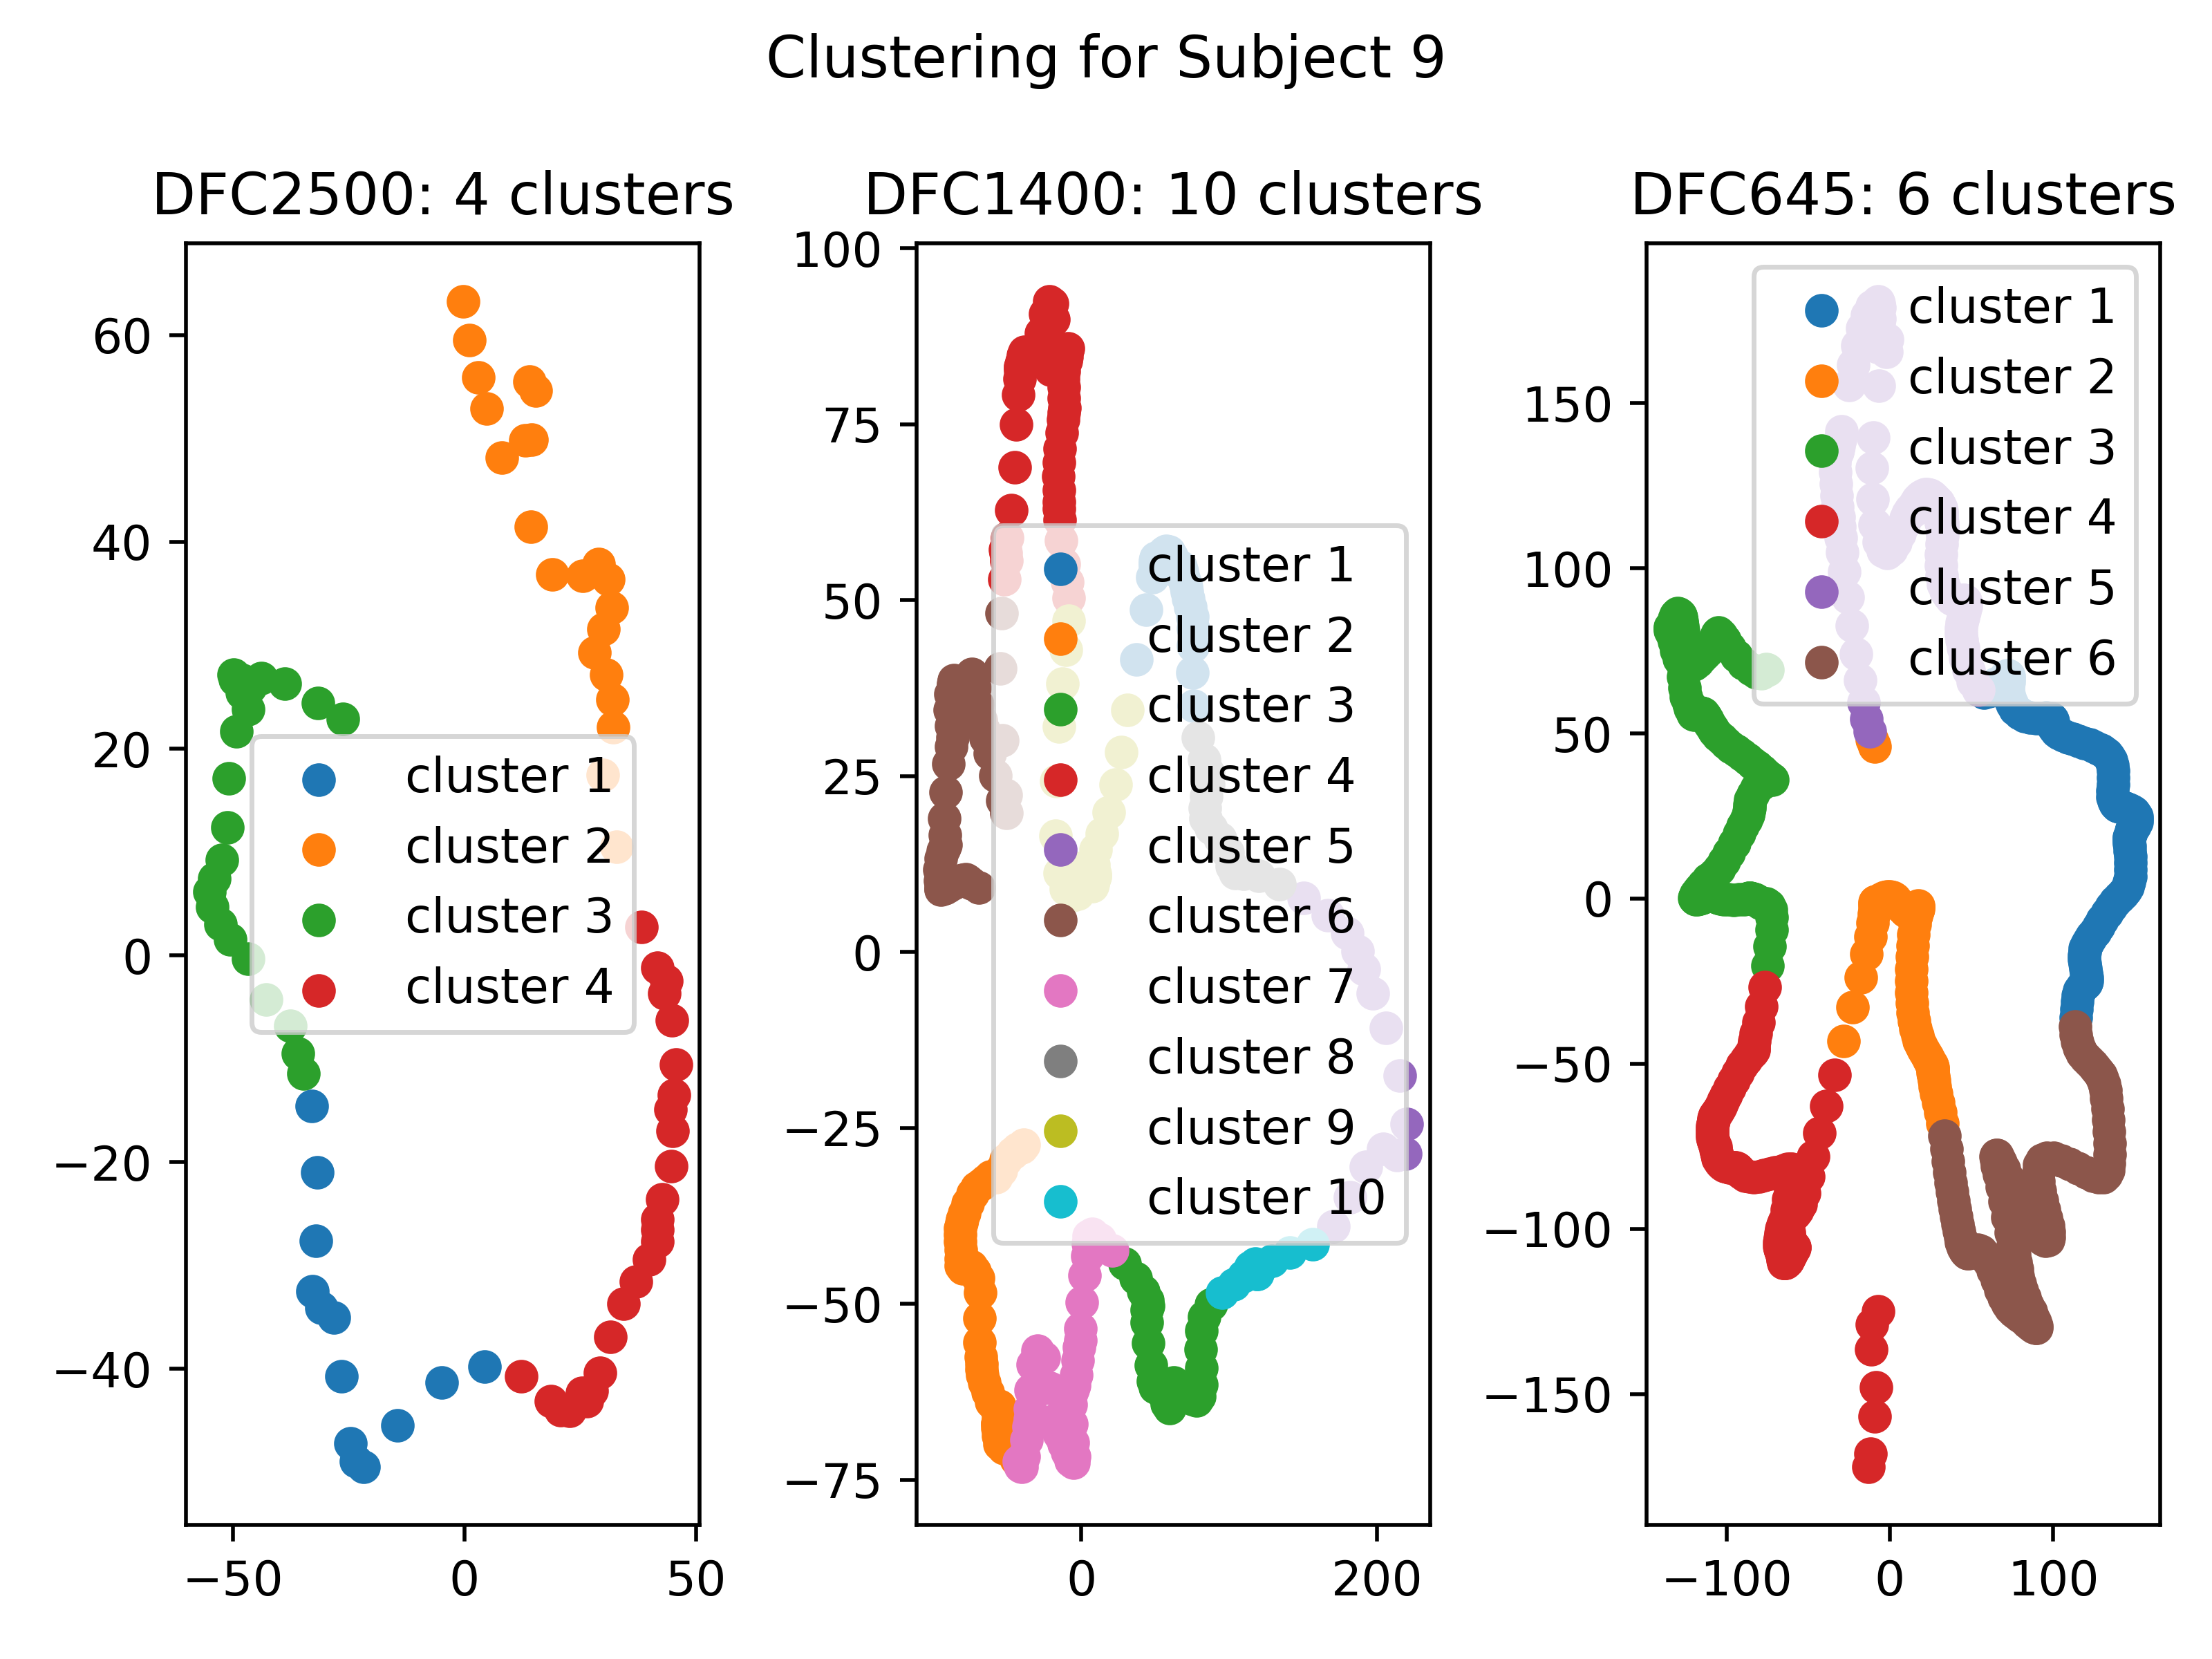 Clustering for Subject 9
DFC2500: 4 clusters
60
40
20
0
−20
−40
−50
0
50
cluster 1
cluster 2
cluster 3
cluster 4
DFC1400: 10 clusters
100
75
50
25
0
−25
−50
−75
0
200
cluster 1
cluster 2
cluster 3
cluster 4
cluster 5
cluster 6
cluster 7
cluster 8
cluster 9
cluster 10
DFC645: 6 clusters
150
100
50
0
−50
−100
−150
−100
0
100
cluster 1
cluster 2
cluster 3
cluster 4
cluster 5
cluster 6